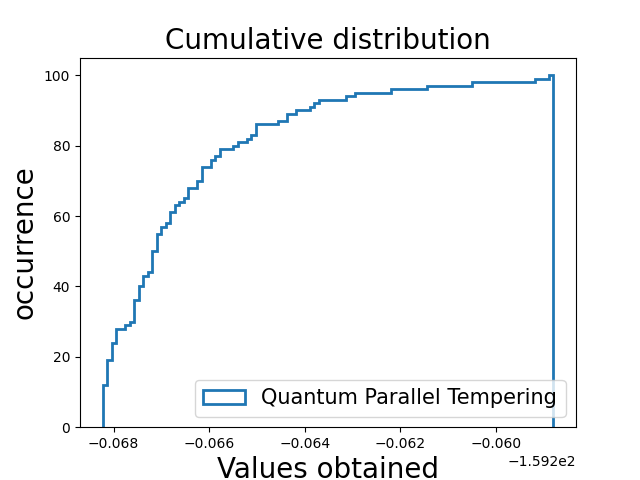 Cumulative distribution
occurrence
100
80
60
40
20
0
Quantum Parallel Tempering
−0.068 −0.066 −0.064 −0.062 −0.060
−1.592e2
Values obtained